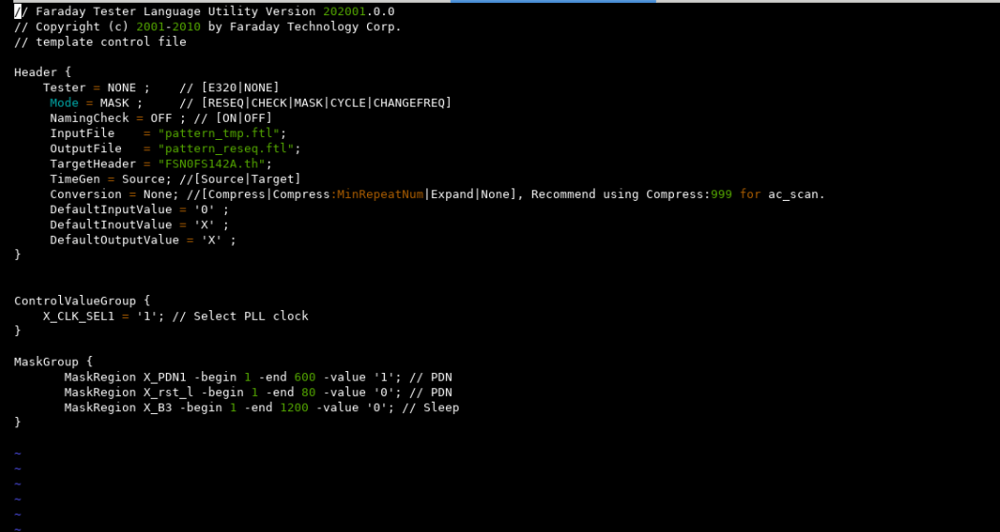 // Faraday Tester Language Utility Version 202001.0.0
// Copyright (c) 2001-2010 by Faraday Technology Corp.
// template control file
Header {
Tester = NONE ; // [E320|NONE]
Mode = MASK ; // [RESEQ|CHECK|MASK|CYCLE|CHANGEFREQ]
NamingCheck = OFF ; // [ON|OFF]
InputFile = "pattern_tmp.ftl";
OutputFile = "pattern_reseq.ftl";
TargetHeader = "FSN0FS142A.th";
TimeGen = Source; //[Source|Target]
Conversion = None; //[Compress|Compress:MinRepeatNum|Expand|None], Recommend using Compress:999 for ac_scan.
DefaultInputValue = '0' ;
DefaultInoutValue = 'X' ;
DefaultOutputValue = 'X' ;
}
ControlValueGroup {
X_CLK_SEL1 = '1'; // Select PLL clock
}
MaskGroup {
MaskRegion X_PDN1 -begin 1 -end 600 -value '1'; // PDN
MaskRegion X_rst_l -begin 1 -end 80 -value '0'; // PDN
MaskRegion X_B3 -begin 1 -end 1200 -value '0'; // Sleep
}
~
~
~
~
~
~